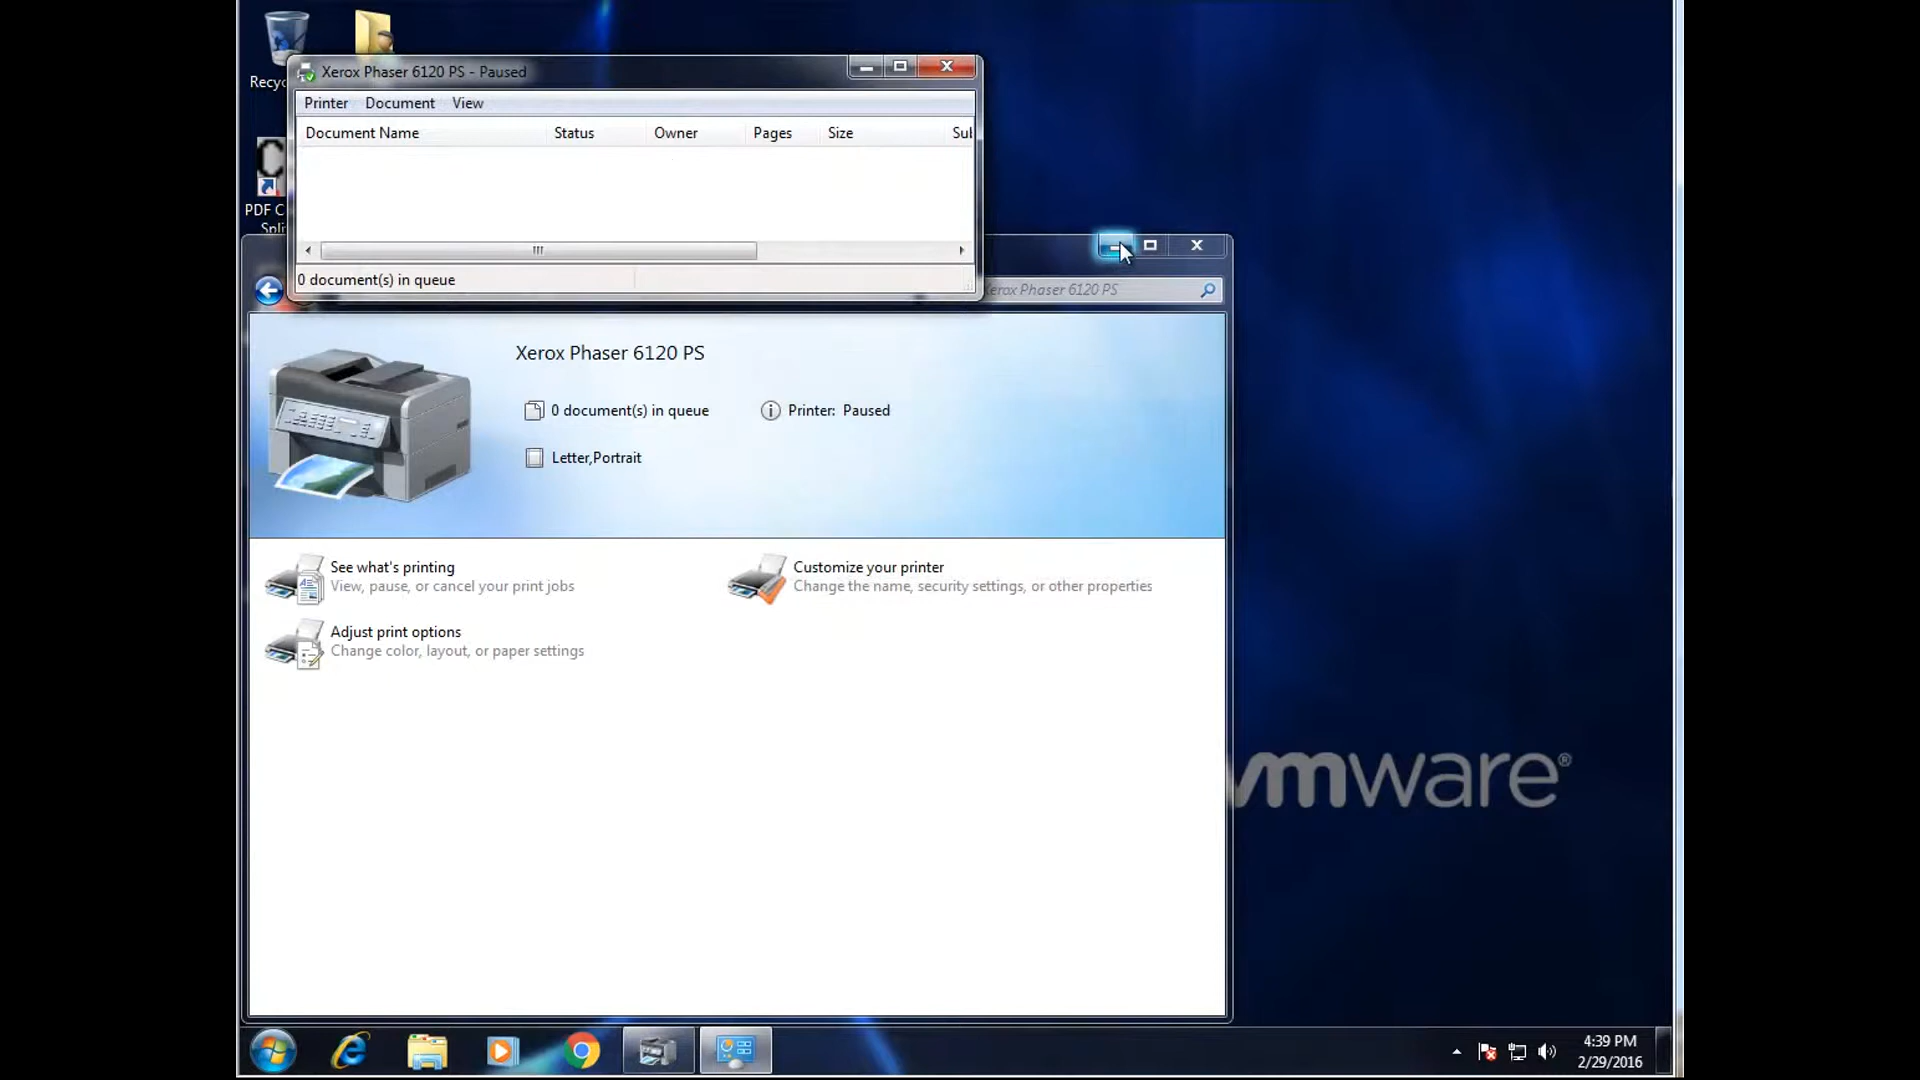 Recyc
Xerox Phaser 6120 PS - Paused
Printer Document View
Document Name Status Owner Pages Size Sul
0 document(s) in queue
PDF C
Spli
Xerox Phaser 6120 PS
Xerox Phaser 6120 PS
0 document(s) in queue
Printer: Paused
Letter,Portrait
See what's printing
View, pause, or cancel your print jobs
Customize your printer
Change the name, security settings, or other properties
Adjust print options
Change color, layout, or paper settings
vmware®
4:39 PM
2/29/2016